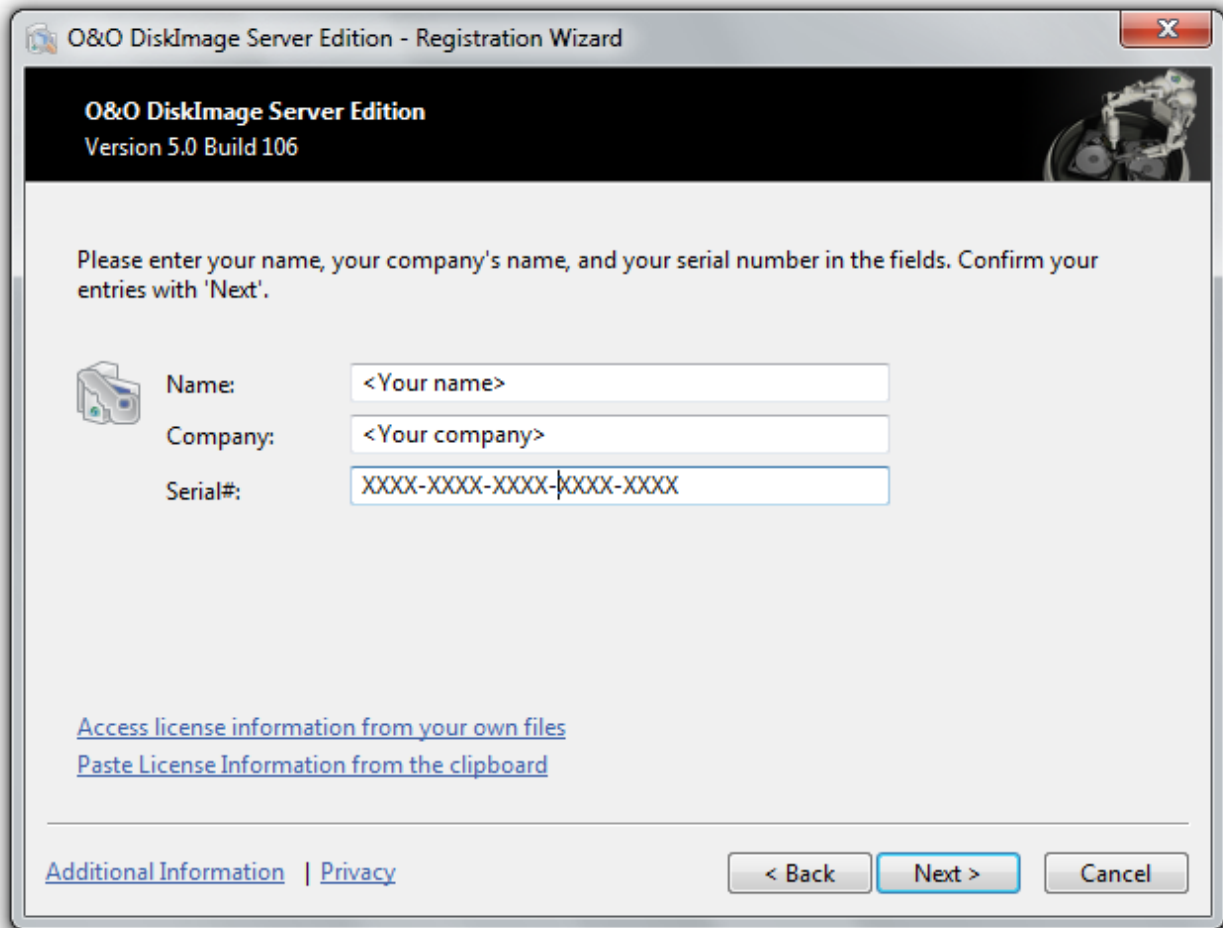 O&O DiskImage Server Edition - Registration Wizard
O&O DiskImage Server Edition
Version 5.0 Build 106
Please enter your name, your company's name, and your serial number in the fields. Confirm your
entries with 'Next'.
Name: <Your name>
Company: <Your company>
Serial#: XXXX-XXXX-XXXX-XXXX-XXXX
Access license information from your own files
Paste License Information from the clipboard
Additional Information | Privacy < Back Next > Cancel